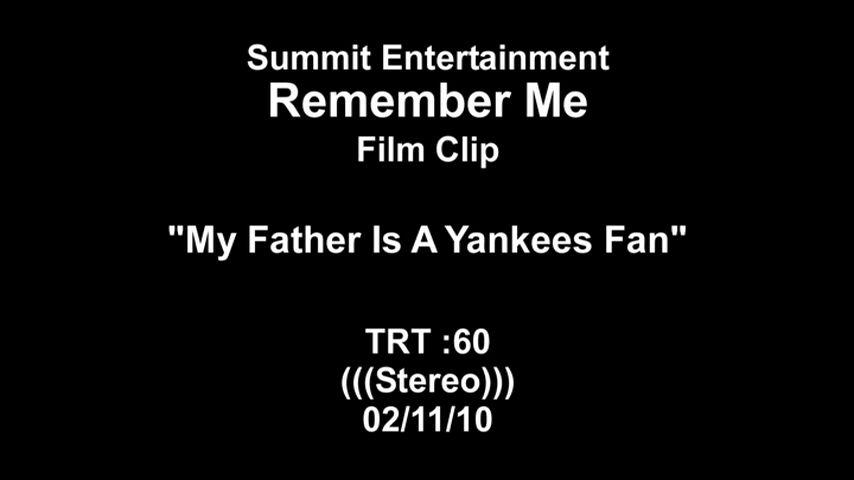 Summit Entertainment
Remember Me
Film Clip
"My Father Is A Yankees Fan"
TRT :60
(((Stereo)))
02/11/10